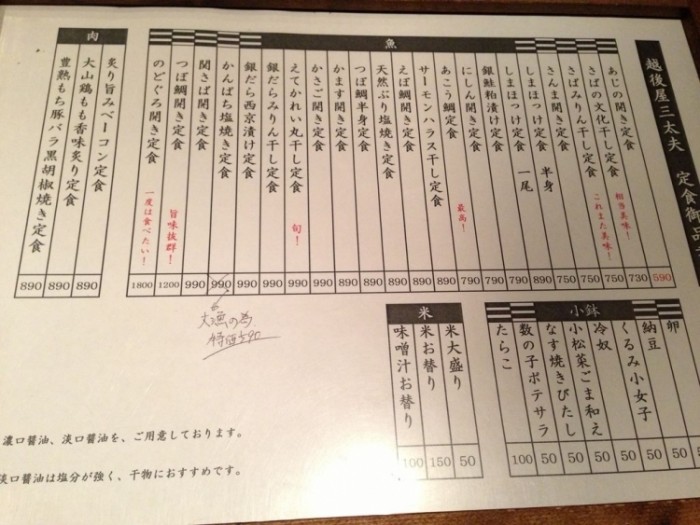 越後屋三太夫 定食御品
魚
あじの開き定食 相当美味！ 590
さばの文化干し定食 これまた美味！ 730
さばみりん干し定食 750
さんま開き定食 750
しまほっけ定食 半身 750
しまほっけ定食 一尾 890
銀鮭粕漬け定食 790
にしん開き定食 最高！ 790
あこう鯛定食 790
サーモンハラス干し定食 890
えぼ鯛開き定食 890
天然ぶり塩焼き定食 890
つぼ鯛半身定食 890
かます開き定食 890
かさご開き定食 990
えてかれい丸干し定食 旬！ 990
銀だらみりん干し定食 990
銀だら西京漬け定食 990
かんぱち塩焼き定食 990
関さば開き定食 990
つぼ鯛開き定食 旨味抜群！ 1200
のどぐろ開き定食 一度は食べたい！ 1800
大漁の為
特価590
肉
炙り旨みベーコン定食 890
大山鶏もも香味炙り定食 890
豊熟もち豚バラ黒胡椒焼き定食 890
小鉢
卵 50
納豆 50
くるみ小女子 50
冷奴 50
小松菜ごま和え 50
なす焼きびたし 50
数の子ポテサラ 50
たらこ 100
米
米大盛り 50
米お替り 150
味噌汁お替り 100
濃口醤油、淡口醤油を、ご用意しております。
淡口醤油は塩分が強く、干物におすすめです。